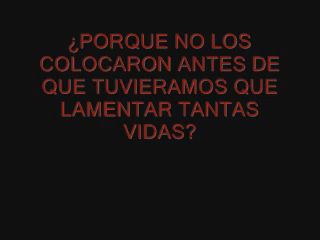 ¿PORQUE NO LOS
COLOCARON ANTES DE
QUE TUVIERAMOS QUE
LAMENTAR TANTAS
VIDAS?